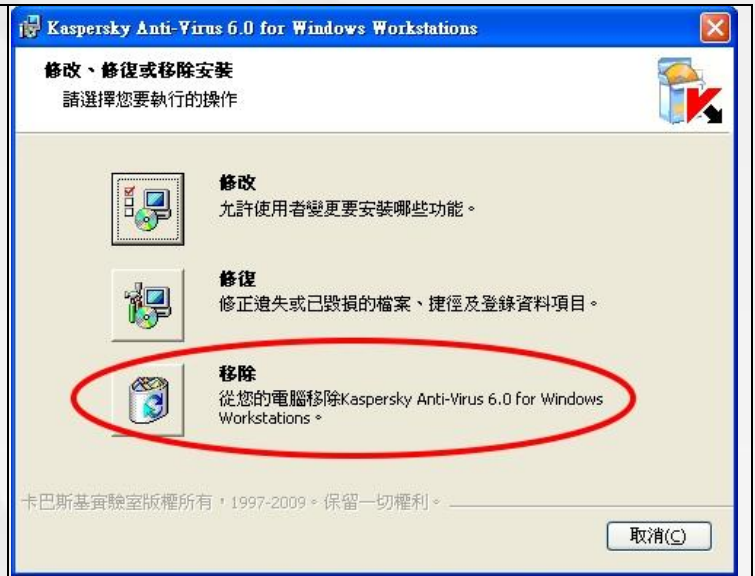 Kaspersky Anti-Virus 6.0 for Windows Workstations
修改、修復或移除安裝
請選擇您要執行的操作
修改
允許使用者變更要安裝哪些功能。
修復
修正遺失或已毀損的檔案、捷徑及登錄資料項目。
移除
從您的電腦移除Kaspersky Anti-Virus 6.0 for Windows
Workstations。
卡巴斯基實驗室版權所有，1997-2009。保留一切權利。
取消(C)